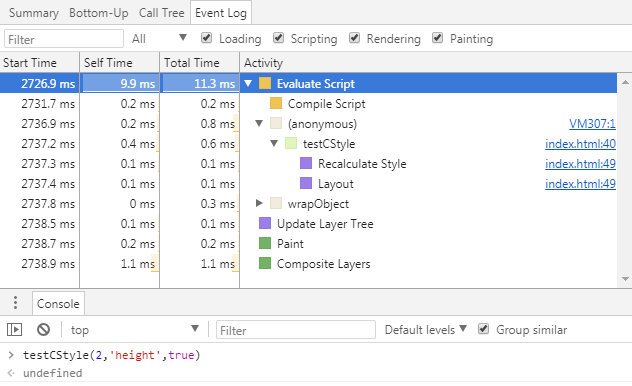 Summary Bottom-Up Call Tree Event Log
Filter All Loading Scripting Rendering Painting
Start Time Self Time Total Time Activity
2726.9 ms 9.9 ms 11.3 ms Evaluate Script
2731.7 ms 0.2 ms 0.2 ms Compile Script
2736.9 ms 0.2 ms 0.8 ms (anonymous) VM307:1
2737.2 ms 0.4 ms 0.6 ms testCStyle index.html:40
2737.3 ms 0.1 ms 0.1 ms Recalculate Style index.html:49
2737.4 ms 0.1 ms 0.1 ms Layout index.html:49
2737.8 ms 0 ms 0.3 ms wrapObject
2738.5 ms 0.1 ms 0.1 ms Update Layer Tree
2738.7 ms 0.2 ms 0.2 ms Paint
2738.9 ms 1.1 ms 1.1 ms Composite Layers
Console
top Filter Default levels Group similar
testCStyle(2,'height',true)
undefined